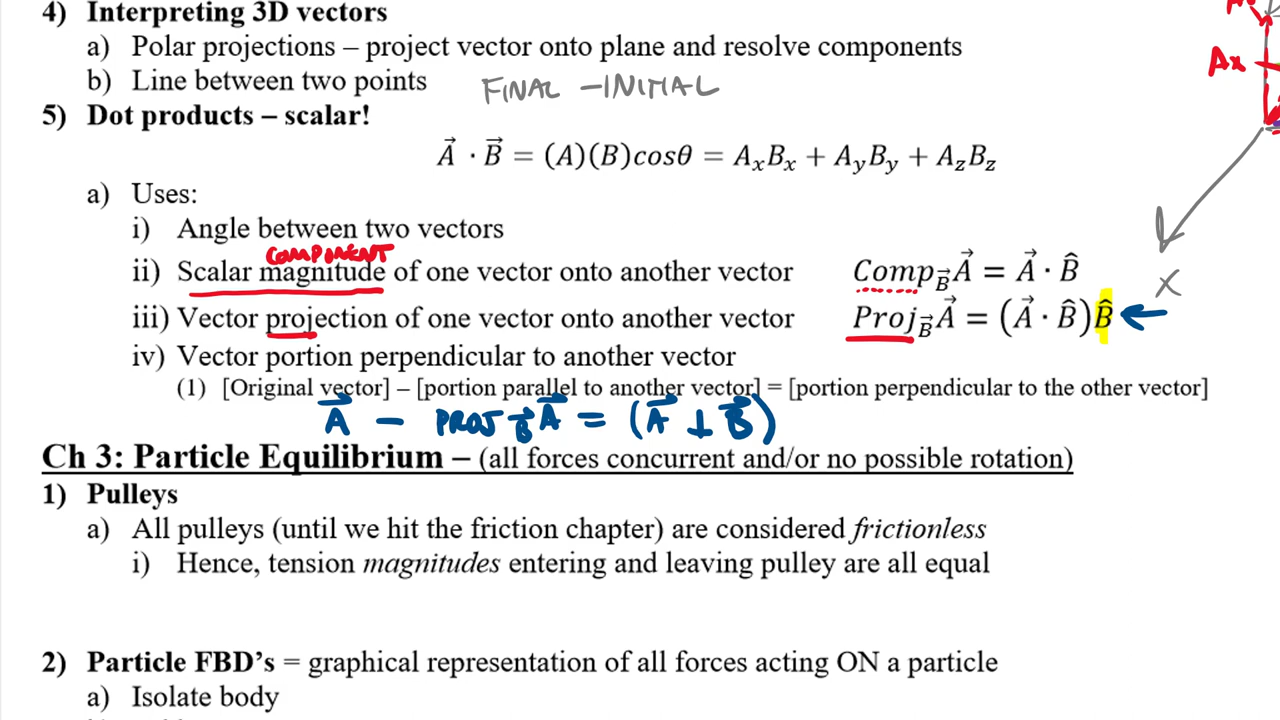 4) Interpreting 3D vectors
a) Polar projections – project vector onto plane and resolve components
Ax
b) Line between two points FINAL – INITIAL
5) Dot products – scalar!
A⃗ · B⃗ = (A)(B)cosθ = AₓBₓ + AᵧBᵧ + A_zB_z
a) Uses:
i) Angle between two vectors
COMPONENT
ii) Scalar magnitude of one vector onto another vector Comp_B⃗ A⃗ = A⃗ · B̂
X
iii) Vector projection of one vector onto another vector Proj_B⃗ A⃗ = (A⃗ · B̂)B̂
iv) Vector portion perpendicular to another vector
(1) [Original vector] – [portion parallel to another vector] = [portion perpendicular to the other vector]
A⃗ – PROJ_B⃗ A⃗ = (A⃗ ⊥ B⃗)
Ch 3: Particle Equilibrium – (all forces concurrent and/or no possible rotation)
1) Pulleys
a) All pulleys (until we hit the friction chapter) are considered frictionless
i) Hence, tension magnitudes entering and leaving pulley are all equal
2) Particle FBD's = graphical representation of all forces acting ON a particle
a) Isolate body